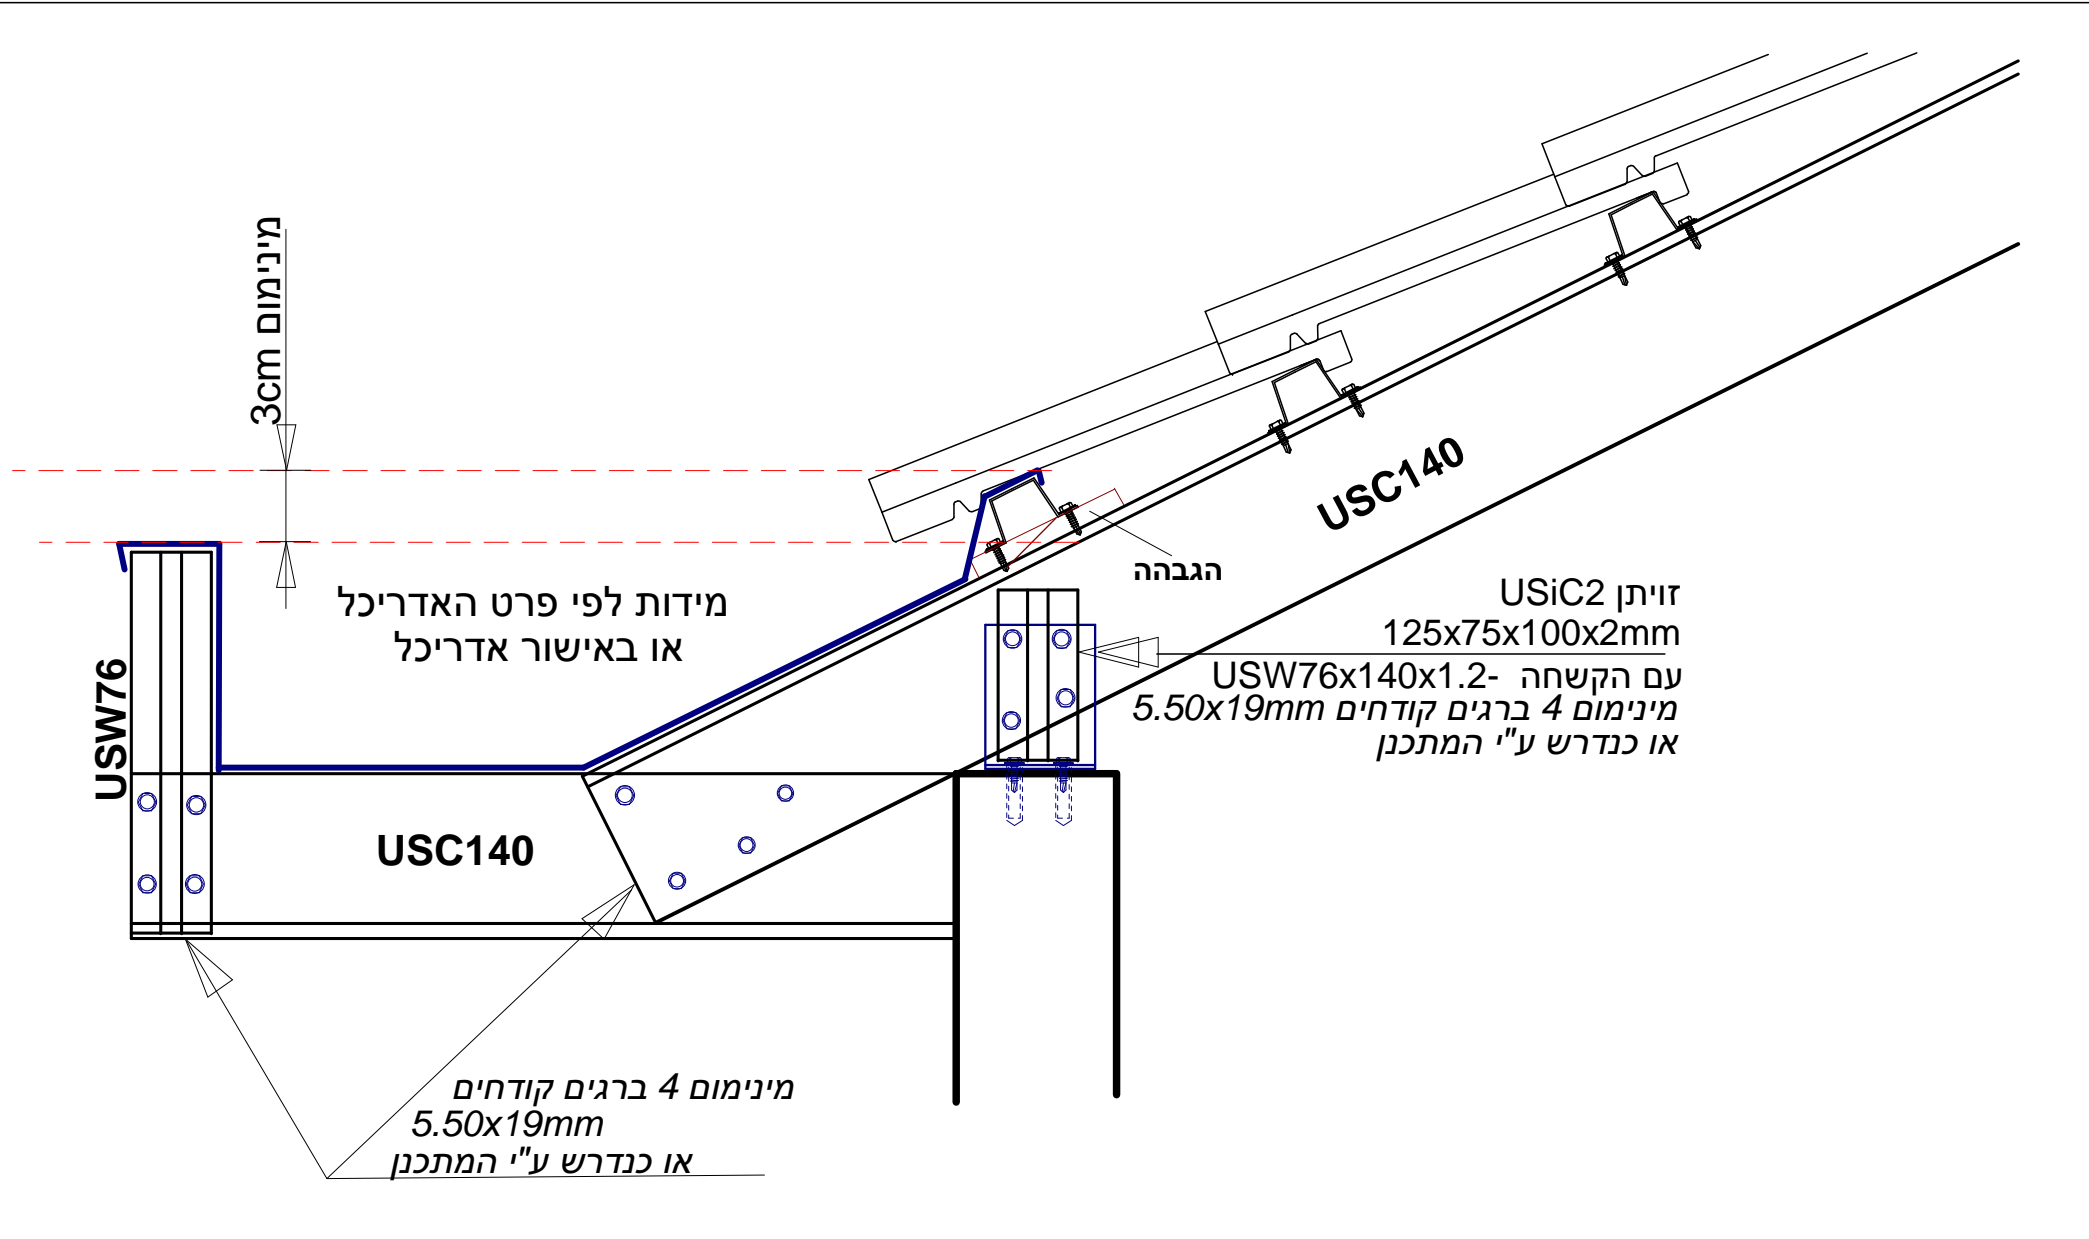 מינימום 3cm
מידות לפי פרט האדריכל
או באישור אדריכל
USW76
USC140
USC140
הגבהה
זויתן USiC2
125x75x100x2mm
עם הקשחה -USW76x140x1.2
מינימום 4 ברגים קודחים 5.50x19mm
או כנדרש ע"י המתכנן
מינימום 4 ברגים קודחים
5.50x19mm
או כנדרש ע"י המתכנן